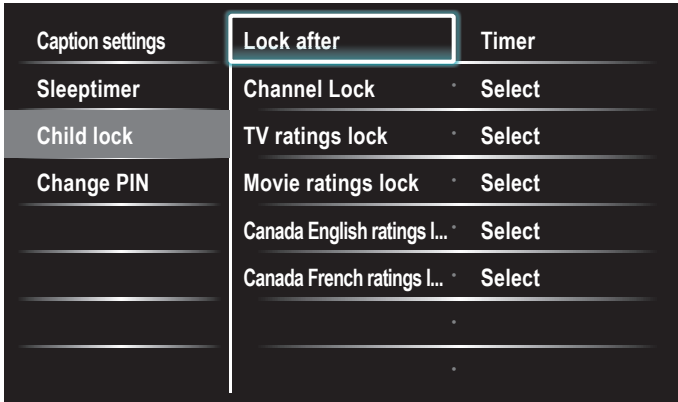 Caption settings
Lock after
Timer
Sleeptimer
Channel Lock
Select
Child lock
TV ratings lock
Select
Change PIN
Movie ratings lock
Select
Canada English ratings l...
Select
Canada French ratings l...
Select